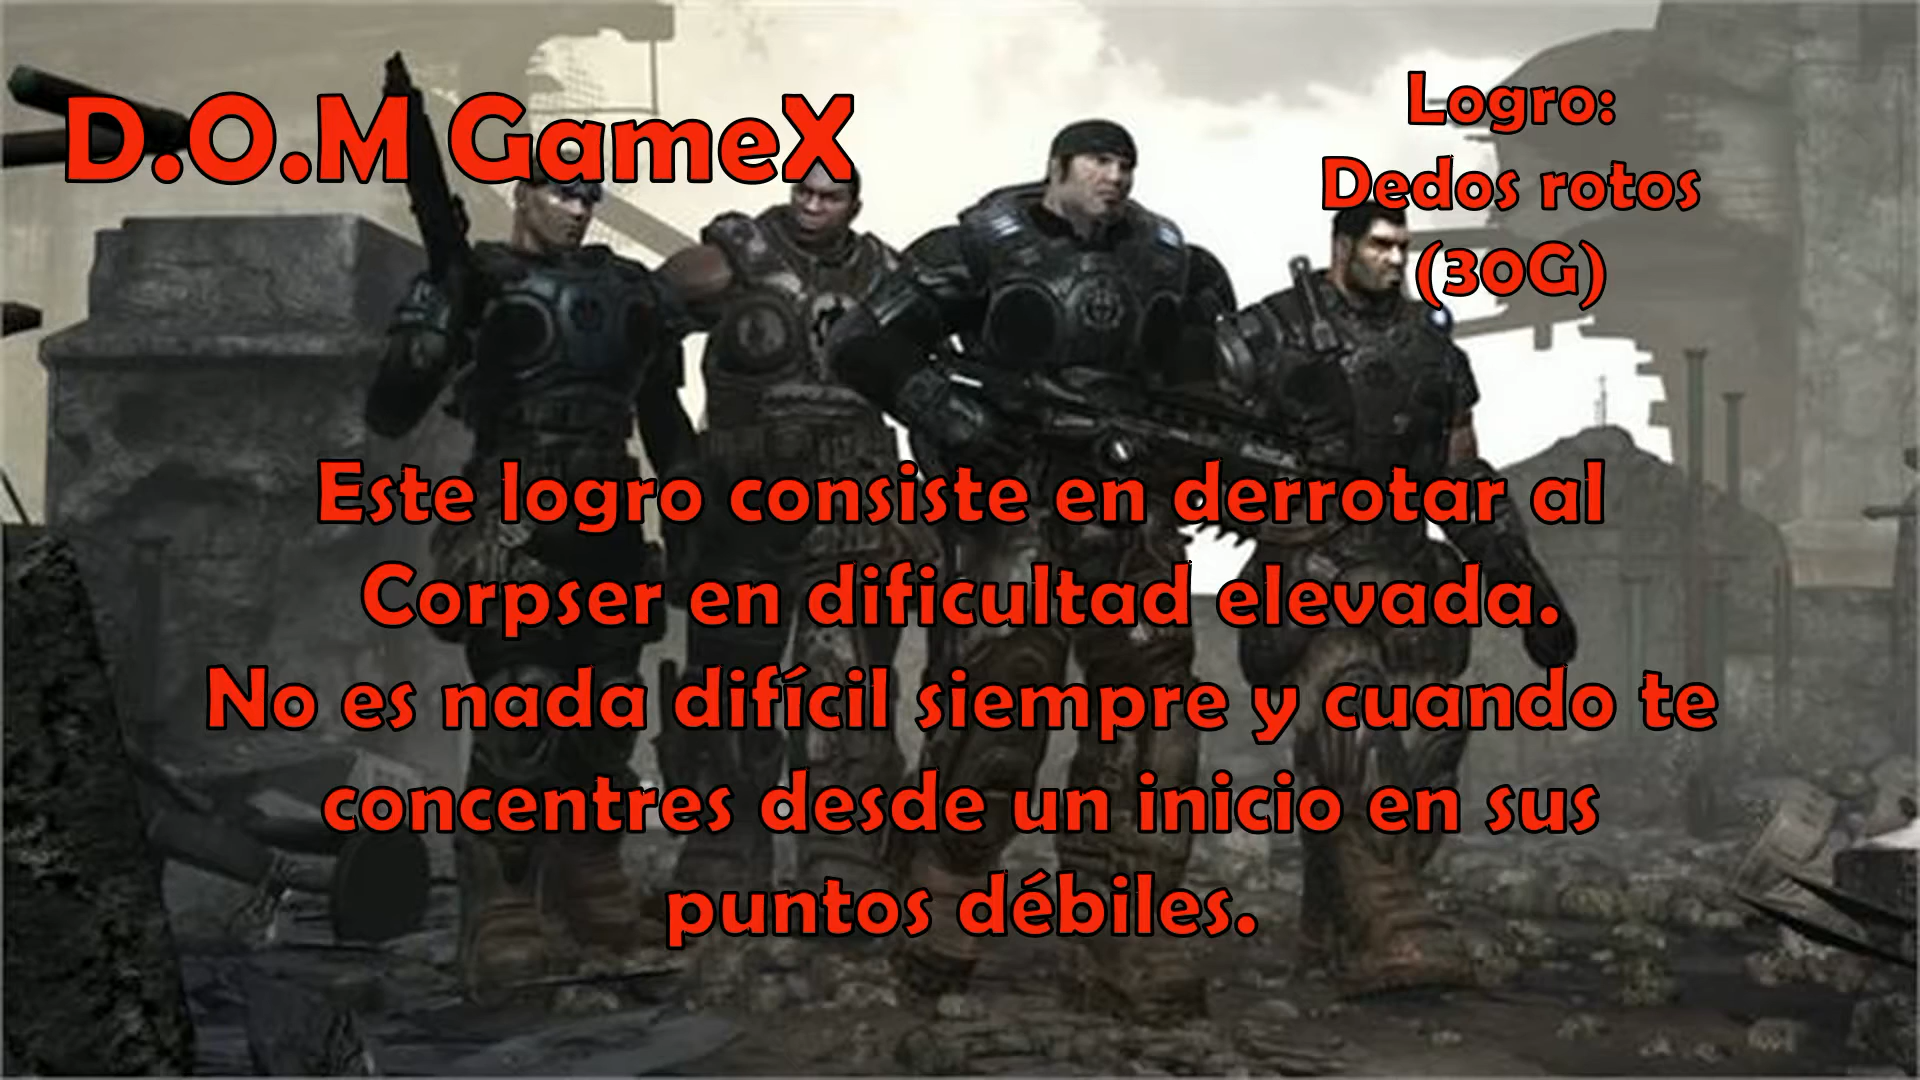 D.O.M GameX
Logro:
Dedos rotos
(30G)
Este logro consiste en derrotar al
Corpser en dificultad elevada.
No es nada difícil siempre y cuando te
concentres desde un inicio en sus
puntos débiles.